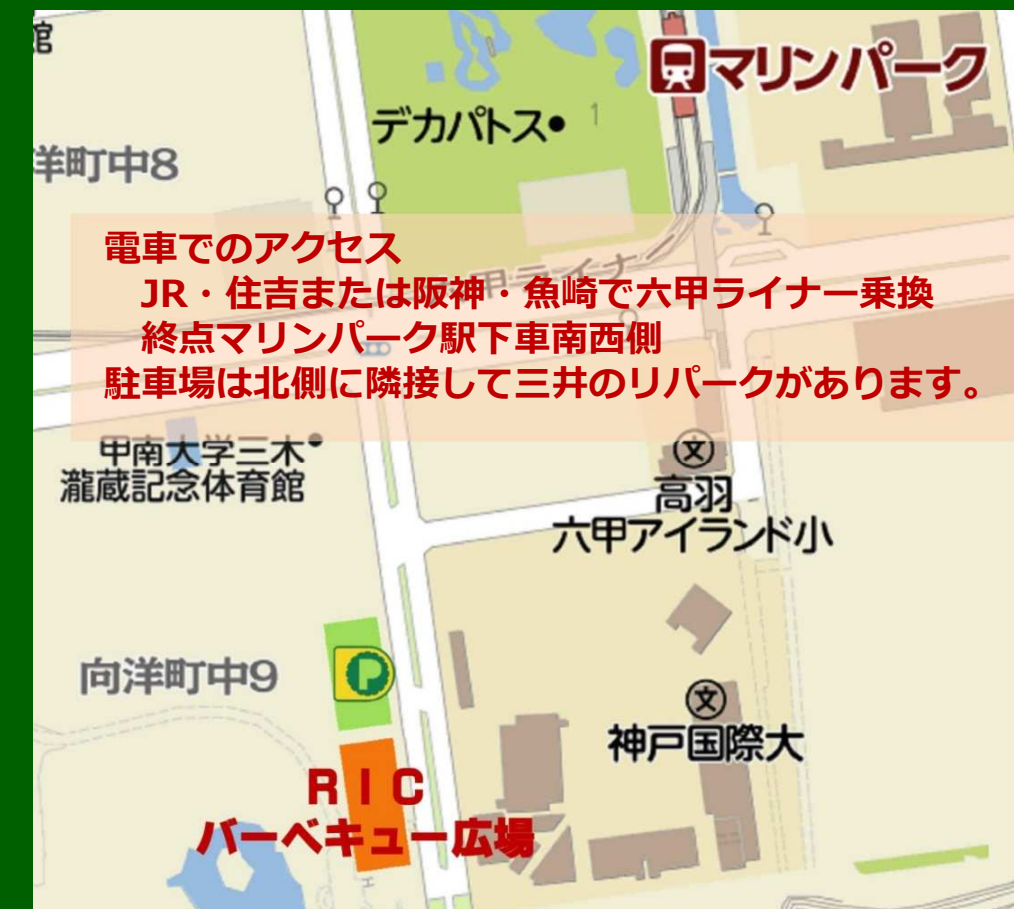 館
マリンパーク
デカパトス
1
洋町中8
電車でのアクセス
JR・住吉または阪神・魚崎で六甲ライナー乗換
終点マリンパーク駅下車南西側
駐車場は北側に隣接して三井のリパークがあります。
甲南大学三木
瀧蔵記念体育館
文
高羽
六甲アイランド小
向洋町中9
P
文
神戸国際大
RIC
バーベキュー広場